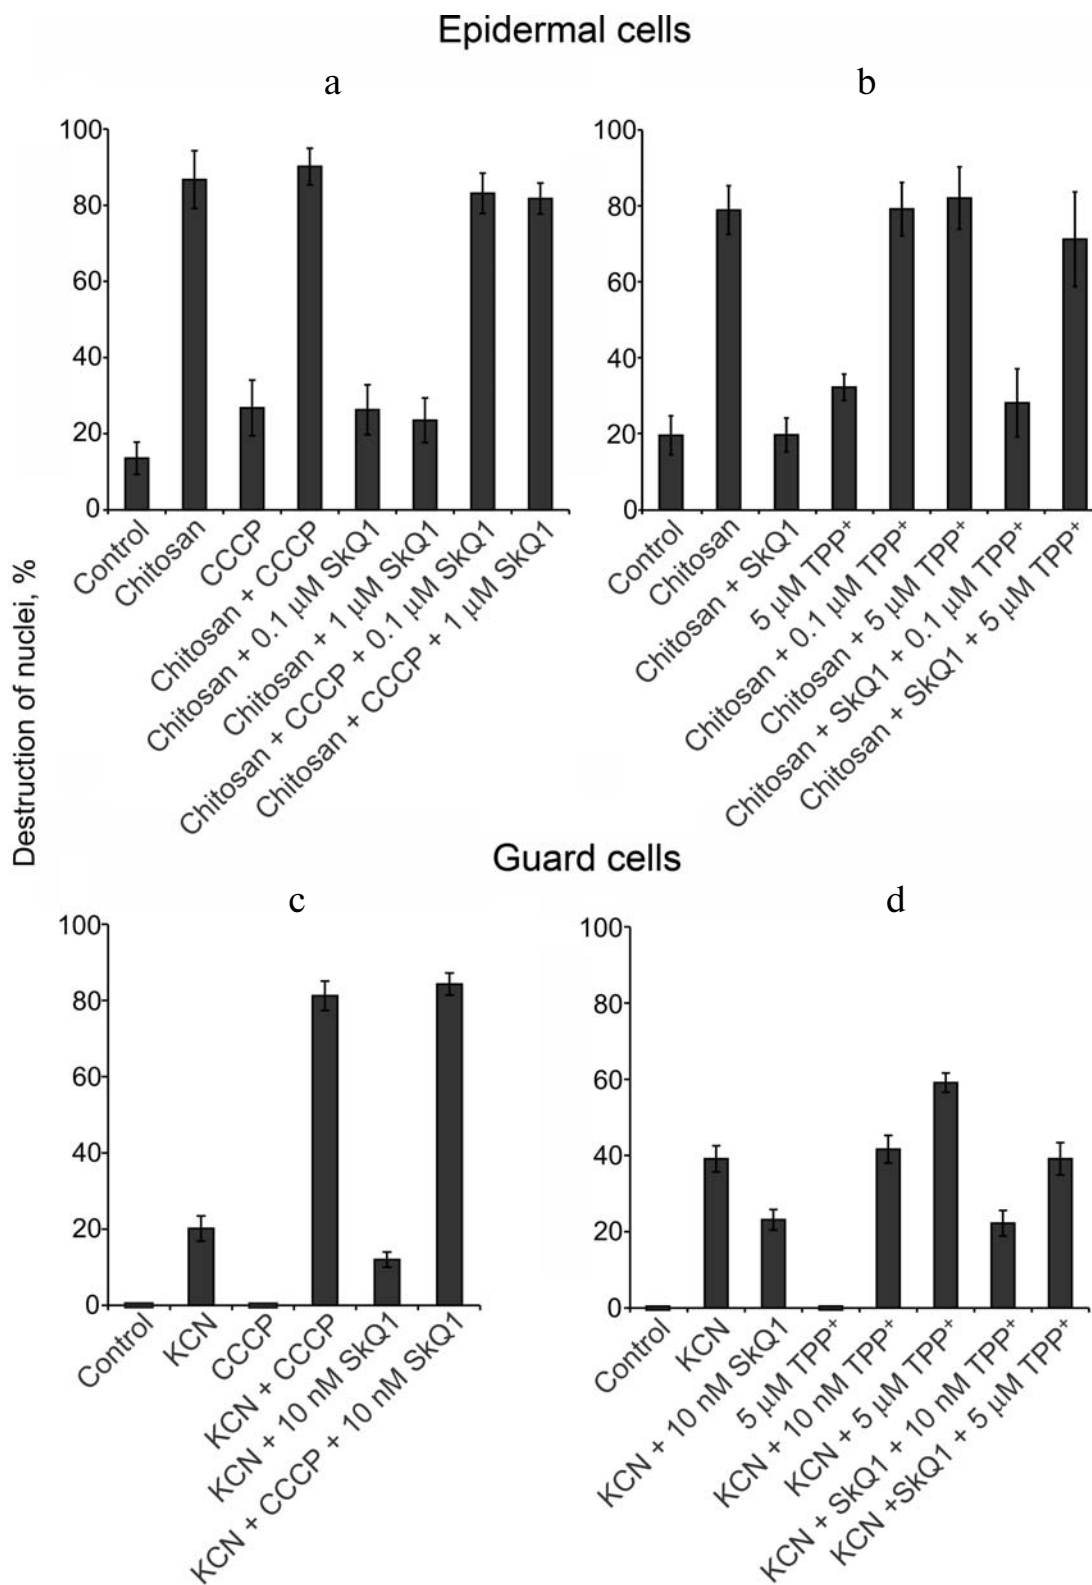 Epidermal cells
a
b
Destruction of nuclei, %
100
80
60
40
20
0
Control
Chitosan
CCCP
Chitosan + CCCP
Chitosan + 0.1 μM SkQ1
Chitosan + 1 μM SkQ1
Chitosan + CCCP + 0.1 μM SkQ1
Chitosan + CCCP + 1 μM SkQ1
100
80
60
40
20
0
Control
Chitosan
Chitosan + SkQ1
5 μM TPP⁺
Chitosan + 0.1 μM TPP⁺
Chitosan + 5 μM TPP⁺
Chitosan + SkQ1 + 0.1 μM TPP⁺
Chitosan + SkQ1 + 5 μM TPP⁺
Guard cells
c
d
100
80
60
40
20
0
Control
KCN
CCCP
KCN + CCCP
KCN + 10 nM SkQ1
KCN + CCCP + 10 nM SkQ1
100
80
60
40
20
0
Control
KCN
KCN + 10 nM SkQ1
5 μM TPP⁺
KCN + 10 nM TPP⁺
KCN + 5 μM TPP⁺
KCN + SkQ1 + 10 nM TPP⁺
KCN +SkQ1 + 5 μM TPP⁺